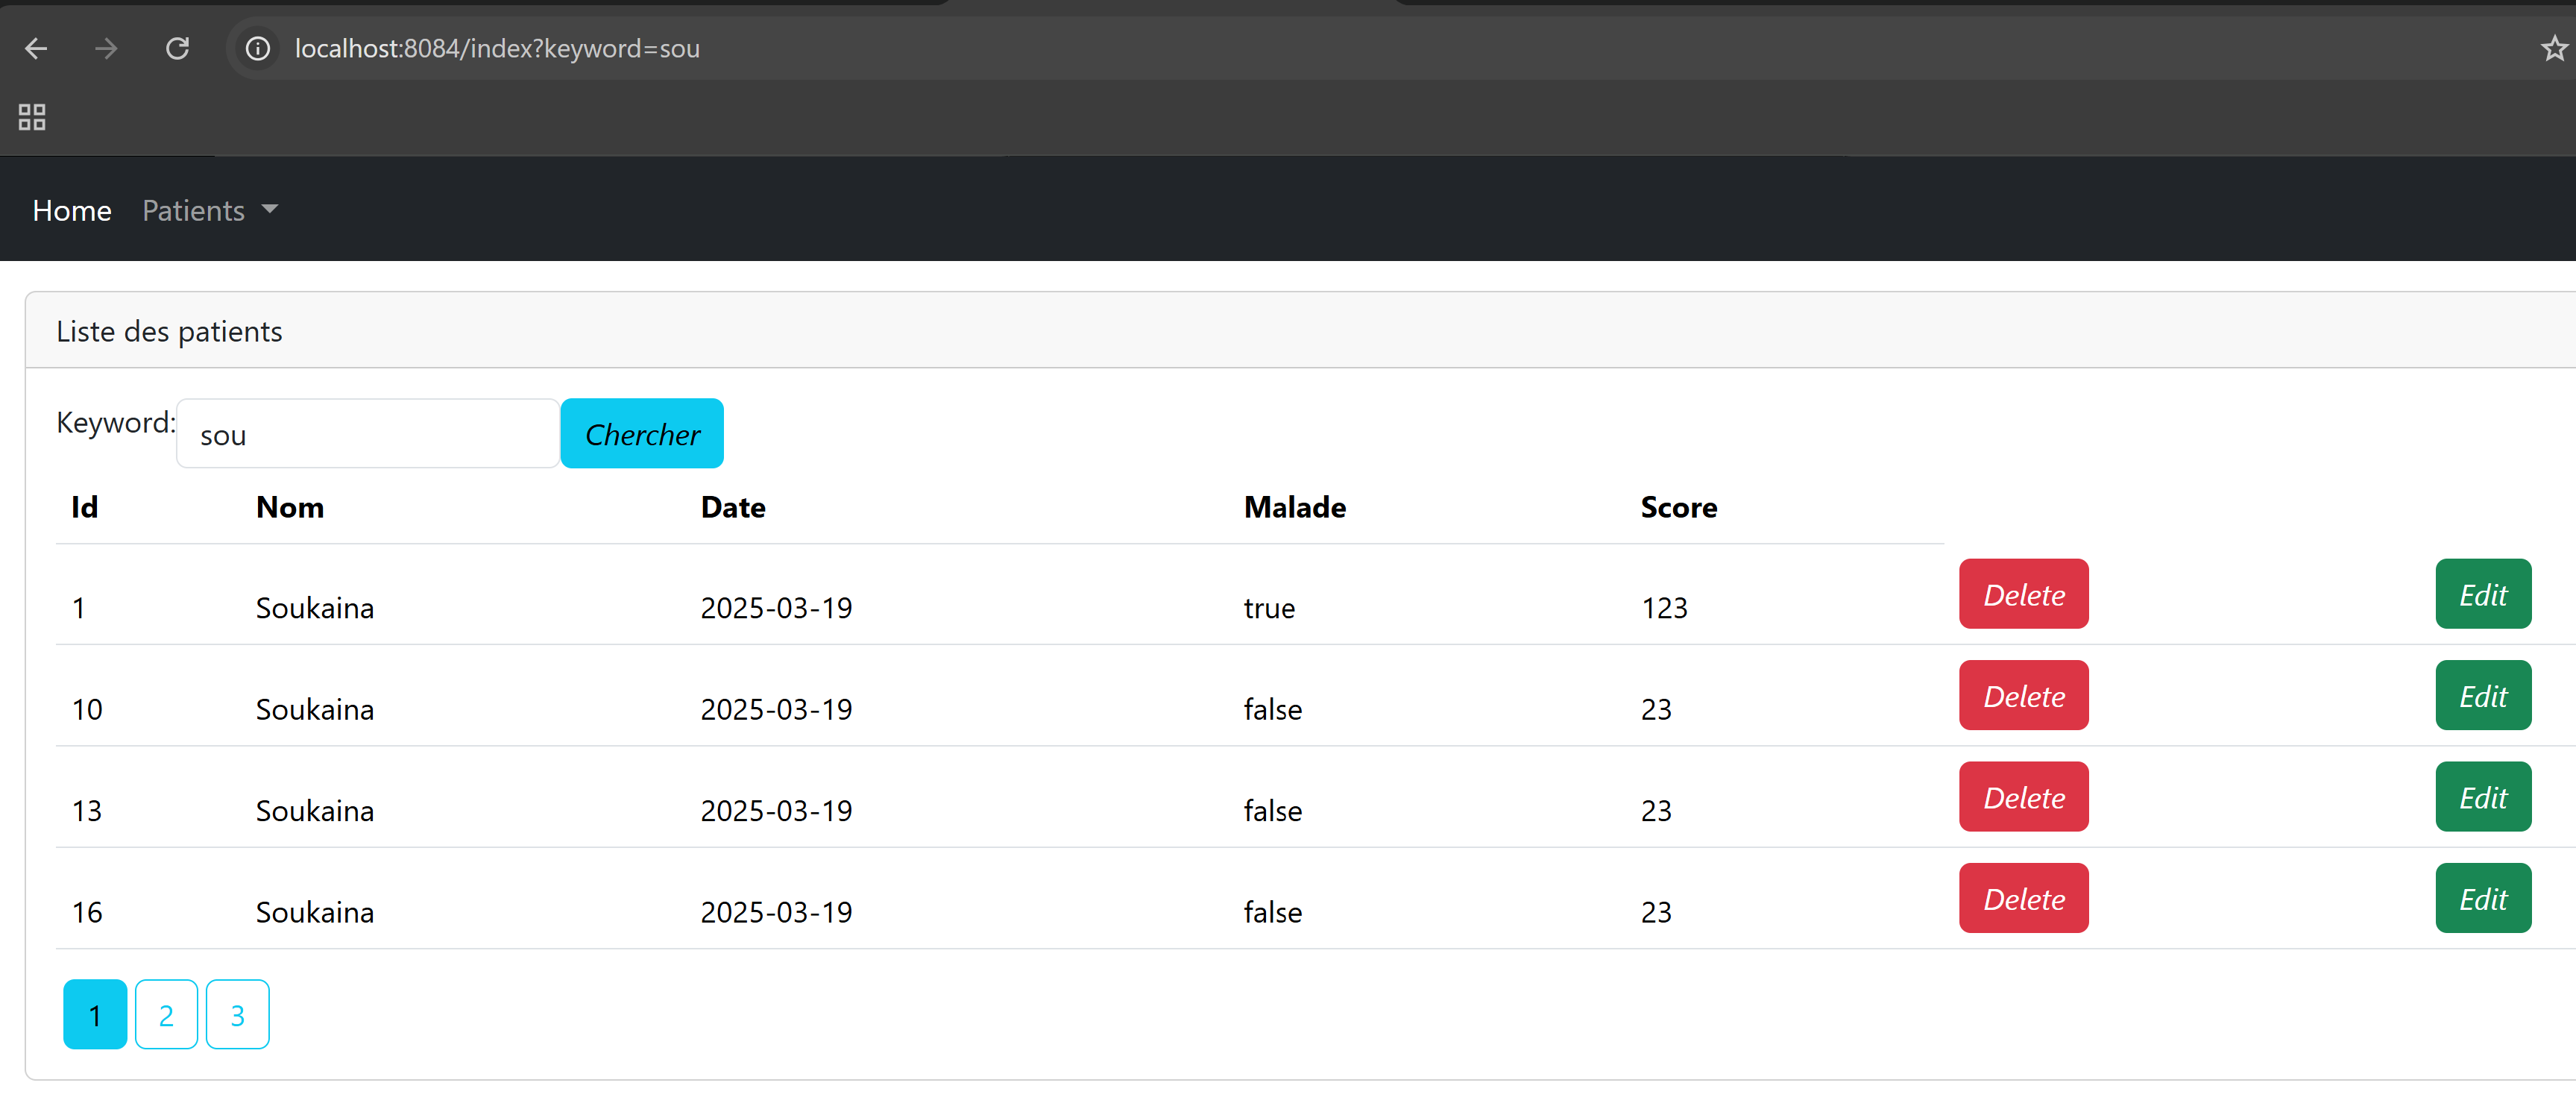 localhost:8084/index?keyword=sou
Home Patients
Liste des patients
Keyword: sou Chercher
Id Nom Date Malade Score
1 Soukaina 2025-03-19 true 123 Delete Edit
10 Soukaina 2025-03-19 false 23 Delete Edit
13 Soukaina 2025-03-19 false 23 Delete Edit
16 Soukaina 2025-03-19 false 23 Delete Edit
1 2 3